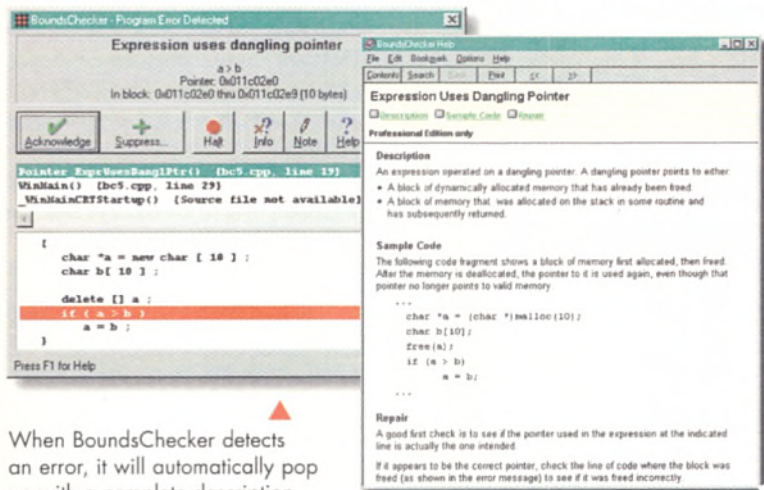 BoundsChecker - Program Error Detected
Expression uses dangling pointer
a > b
Pointer: 0x011c02e0
In block: 0x011c02e0 thru 0x011c02e9 (10 bytes)
Acknowledge Suppress... Halt Info Note Help
Pointer_ExprUsesDanglPtr() {bc5.cpp, line 19}
WinMain() {bc5.cpp, line 29}
_WinMainCRTStartup() {Source file not available}
{
char *a = new char [ 10 ] ;
char b[ 10 ] ;
delete [] a ;
if ( a > b )
a = b ;
}
Press F1 for Help
BoundsChecker Help
File Edit Bookmark Options Help
Contents Search Back Print << >>
Expression Uses Dangling Pointer
Description Sample Code Repair
Professional Edition only
Description
An expression operated on a dangling pointer. A dangling pointer points to either:
• A block of dynamically allocated memory that has already been freed.
• A block of memory that was allocated on the stack in some routine and
has subsequently returned.
Sample Code
The following code fragment shows a block of memory first allocated, then freed.
After the memory is deallocated, the pointer to it is used again, even though that
pointer no longer points to valid memory.
...
char *a = (char *)malloc(10);
char b[10];
free(a);
if (a > b)
a = b;
...
Repair
A good first check is to see if the pointer used in the expression at the indicated
line is actually the one intended.
If it appears to be the correct pointer, check the line of code where the block was
freed (as shown in the error message) to see if it was freed incorrectly.
When BoundsChecker detects
an error, it will automatically pop